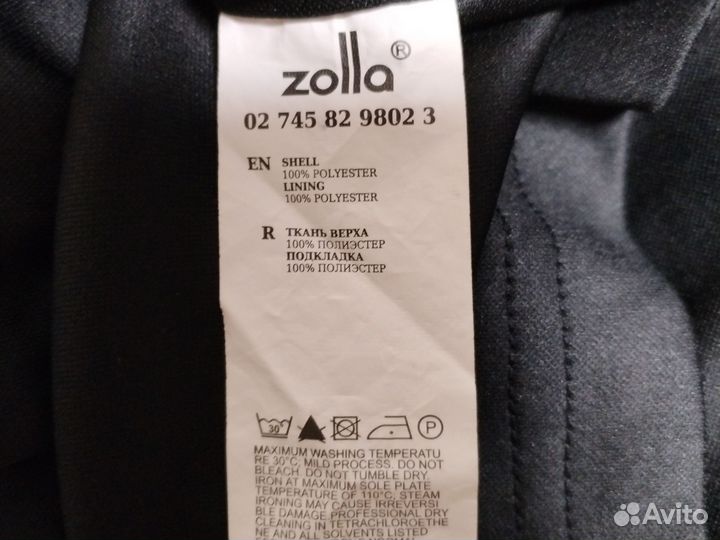 zolla ®
02 745 82 9802 3
EN SHELL
100% POLYESTER
LINING
100% POLYESTER
R ТКАНЬ ВЕРХА
100% ПОЛИЭСТЕР
ПОДКЛАДКА
100% ПОЛИЭСТЕР
30° P
MAXIMUM WASHING TEMPERATU
RE 30°C, MILD PROCESS. DO NOT
BLEACH. DO NOT TUMBLE DRY.
IRON AT MAXIMUM SOLE PLATE
TEMPERATURE OF 110°C, STEAM
IRONING MAY CAUSE IRREVERSI
BLE DAMAGE.PROFESSIONAL DRY
CLEANING IN TETRACHLOROETHE
NE AND ALL SOLVENTS LISTED
Avito